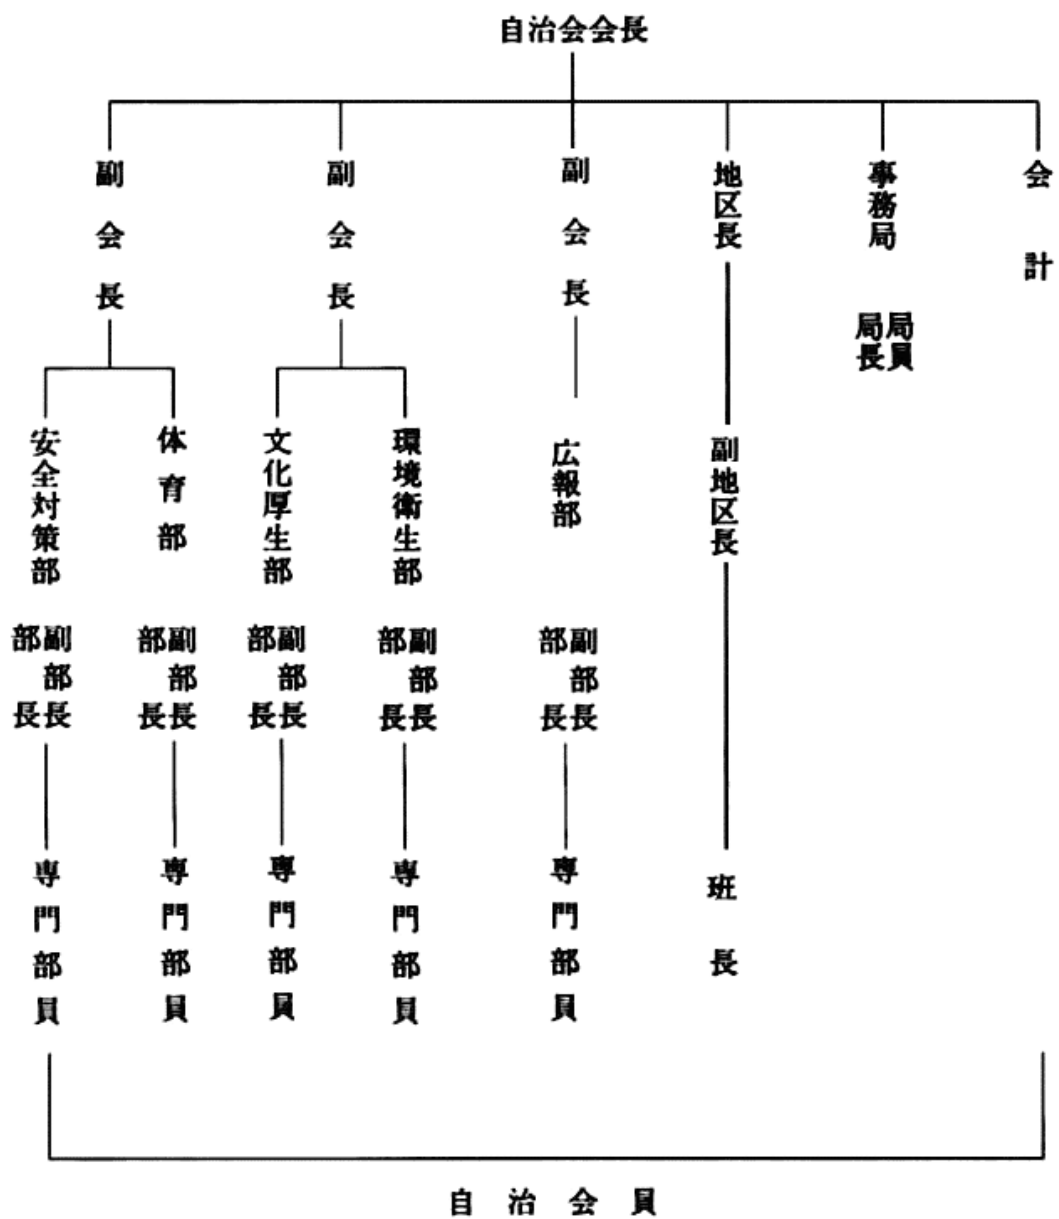 自治会会長
副会長
副会長
副会長
地区長
事務局
局長
局員
会計
安全対策部
体育部
文化厚生部
環境衛生部
広報部
副地区長
部長
副部長
部長
副部長
部長
副部長
部長
副部長
部長
副部長
専門部員
専門部員
専門部員
専門部員
専門部員
班長
自治会員